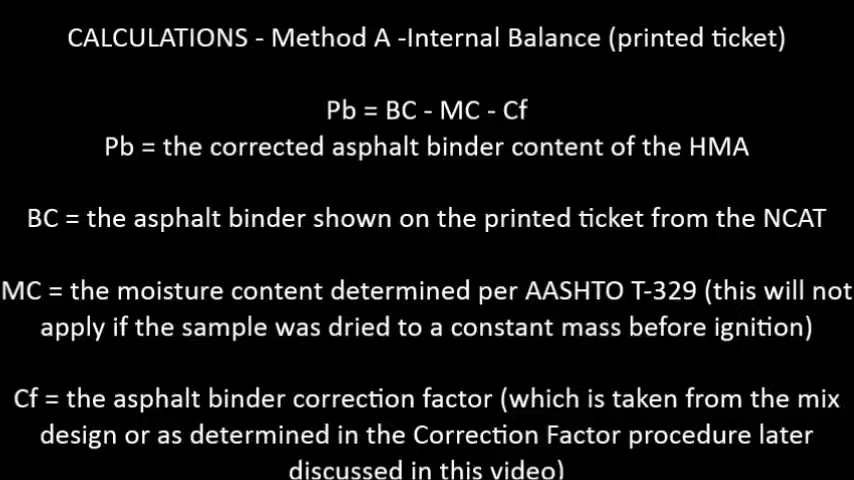 CALCULATIONS - Method A -Internal Balance (printed ticket)
Pb = BC - MC - Cf
Pb = the corrected asphalt binder content of the HMA
BC = the asphalt binder shown on the printed ticket from the NCAT
MC = the moisture content determined per AASHTO T-329 (this will not
apply if the sample was dried to a constant mass before ignition)
Cf = the asphalt binder correction factor (which is taken from the mix
design or as determined in the Correction Factor procedure later
discussed in this video)